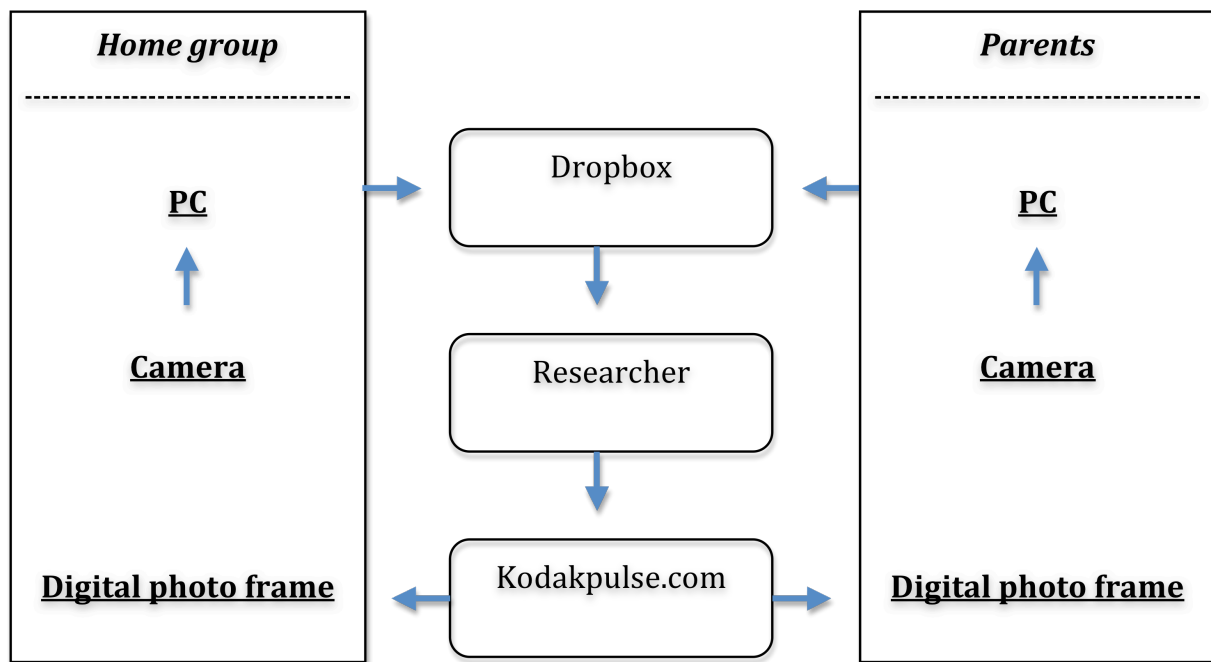 Home group
PC
Camera
Digital photo frame
Dropbox
Researcher
Kodakpulse.com
Parents
PC
Camera
Digital photo frame